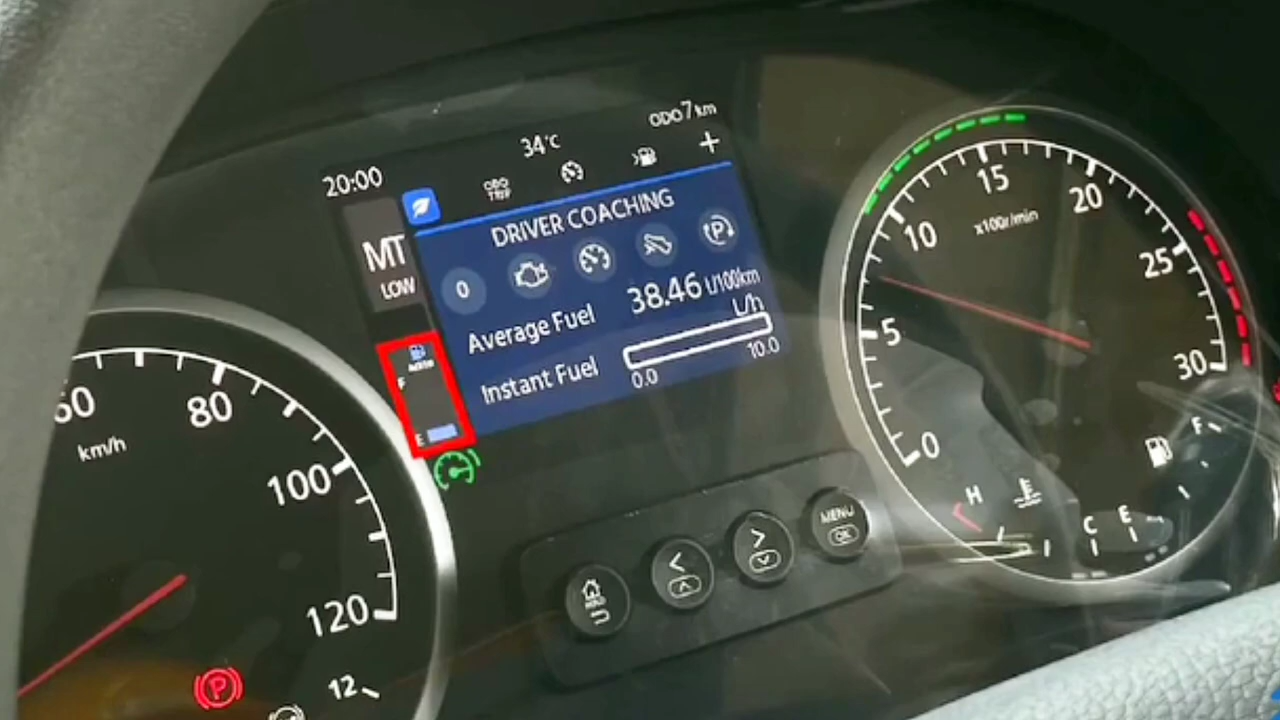 20:00
34°C
ODO 7 km
ODO
TRIP
MT
LOW
DRIVER COACHING
0
P
Average Fuel 38.46 L/100km
L/h
Instant Fuel
0.0
10.0
F
E
60
80
100
120
km/h
12
P
0
5
10
15
20
25
30
x100r/min
H
C
E
F
MENU
OK